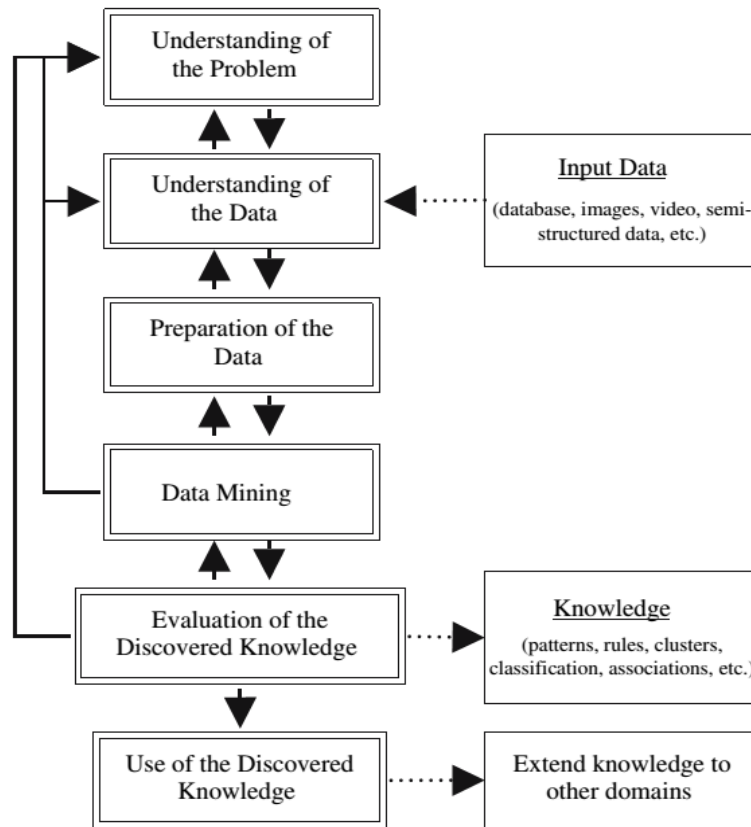 Understanding of
the Problem
Understanding of
the Data
Input Data
(database, images, video, semi-
structured data, etc.)
Preparation of the
Data
Data Mining
Evaluation of the
Discovered Knowledge
Knowledge
(patterns, rules, clusters,
classification, associations, etc.)
Use of the Discovered
Knowledge
Extend knowledge to
other domains